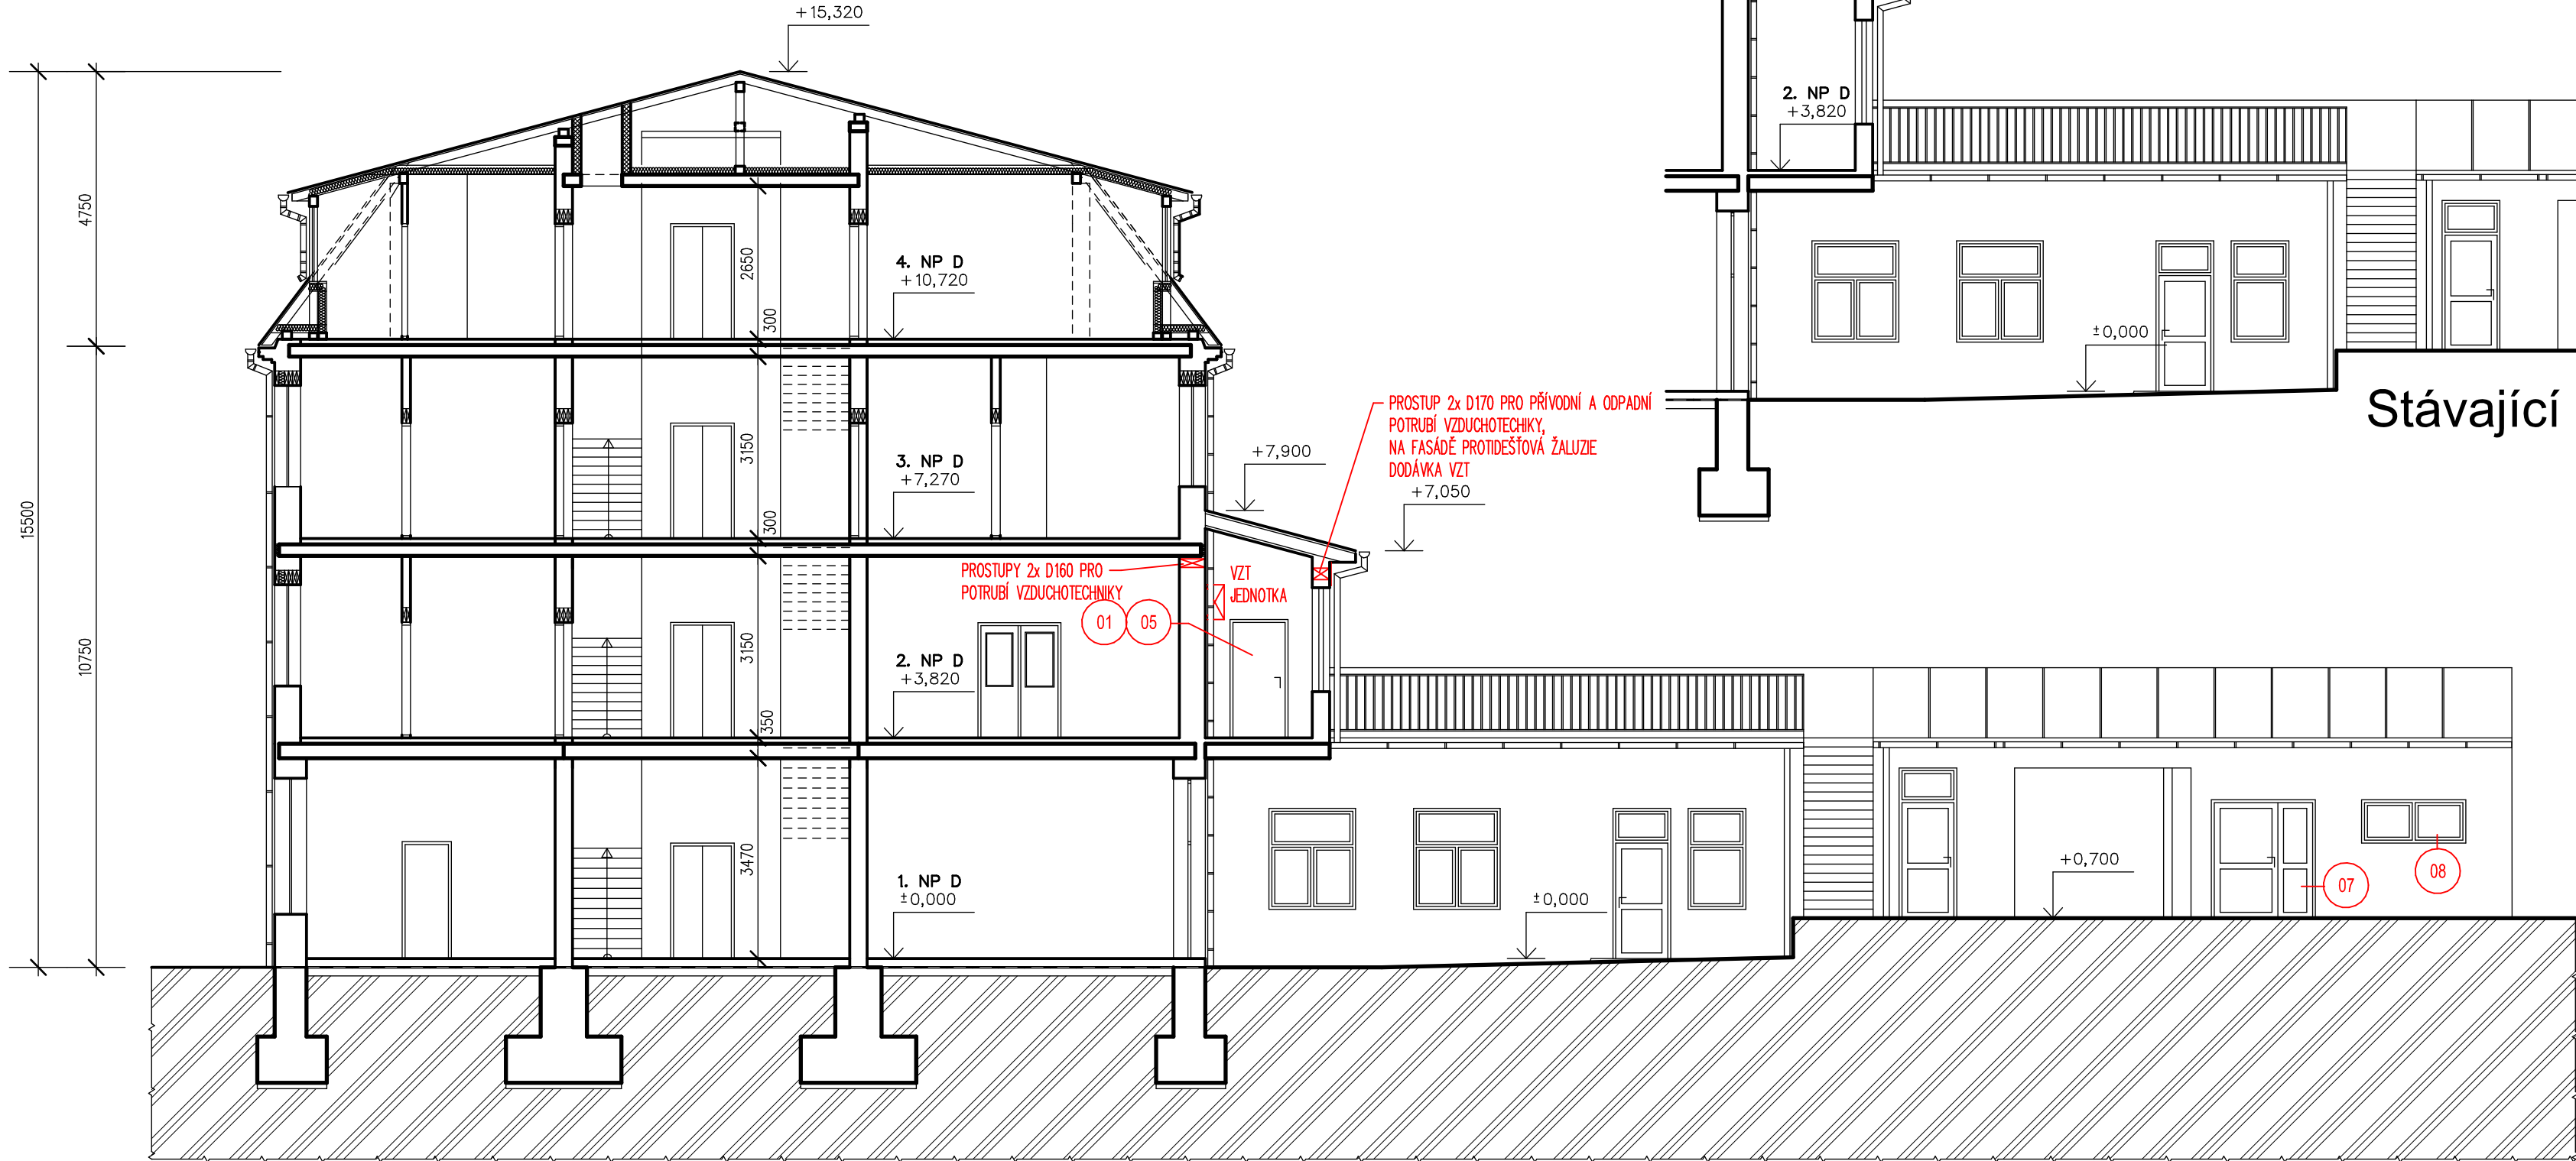 +15,320
15500
4750
10750
2650
300
3150
300
3150
350
3470
4. NP D
+10,720
3. NP D
+7,270
2. NP D
+3,820
1. NP D
±0,000
PROSTUPY 2x D160 PRO
POTRUBÍ VZDUCHOTECHNIKY
01
05
VZT
JEDNOTKA
+7,900
+7,050
PROSTUP 2x D170 PRO PŘÍVODNÍ A ODPADNÍ
POTRUBÍ VZDUCHOTECHIKY,
NA FASÁDĚ PROTIDEŠŤOVÁ ŽALUZIE
DODÁVKA VZT
2. NP D
+3,820
±0,000
Stávající
±0,000
+0,700
07
08